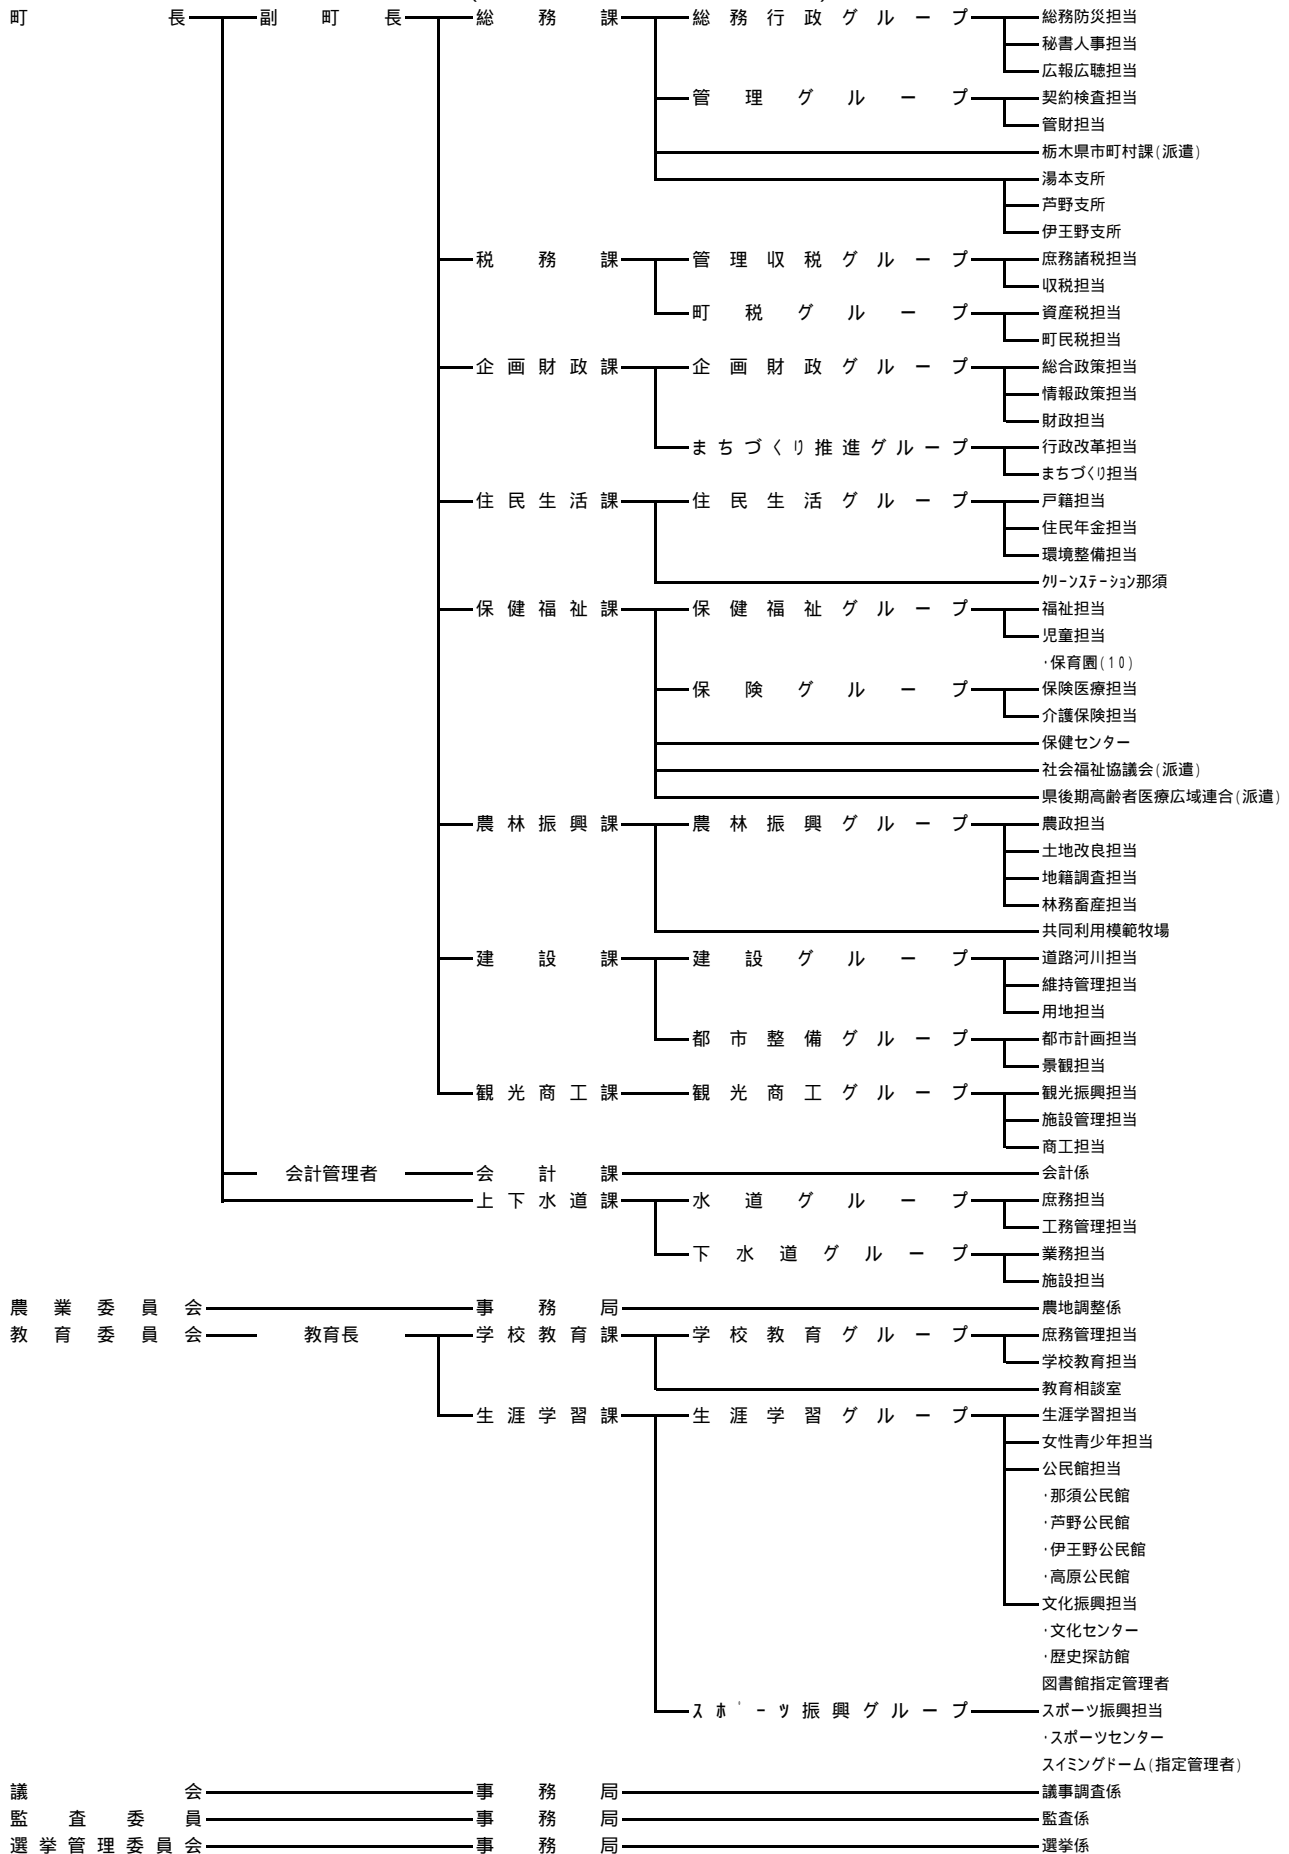 町長 副町長 総務課 総務行政グループ 総務防災担当
秘書人事担当
広報広聴担当
管理グループ 契約検査担当
管財担当
栃木県市町村課(派遣)
湯本支所
芦野支所
伊王野支所
税務課 管理収税グループ 庶務諸税担当
収税担当
町税グループ 資産税担当
町民税担当
企画財政課 企画財政グループ 総合政策担当
情報政策担当
財政担当
まちづくり推進グループ 行政改革担当
まちづくり担当
住民生活課 住民生活グループ 戸籍担当
住民年金担当
環境整備担当
ｸﾘｰﾝｽﾃｰｼｮﾝ那須
保健福祉課 保健福祉グループ 福祉担当
児童担当
・保育園(10)
保険グループ 保険医療担当
介護保険担当
保健センター
社会福祉協議会(派遣)
県後期高齢者医療広域連合(派遣)
農林振興課 農林振興グループ 農政担当
土地改良担当
地籍調査担当
林務畜産担当
共同利用模範牧場
建設課 建設グループ 道路河川担当
維持管理担当
用地担当
都市整備グループ 都市計画担当
景観担当
観光商工課 観光商工グループ 観光振興担当
施設管理担当
商工担当
会計管理者 会計課 会計係
上下水道課 水道グループ 庶務担当
工務管理担当
下水道グループ 業務担当
施設担当
農業委員会 事務局 農地調整係
教育委員会 教育長 学校教育課 学校教育グループ 庶務管理担当
学校教育担当
教育相談室
生涯学習課 生涯学習グループ 生涯学習担当
女性青少年担当
公民館担当
・那須公民館
・芦野公民館
・伊王野公民館
・高原公民館
文化振興担当
・文化センター
・歴史探訪館
図書館指定管理者
ｽﾎﾟｰﾂ振興グループ スポーツ振興担当
・スポーツセンター
スイミングドーム(指定管理者)
議会 事務局 議事調査係
監査委員 事務局 監査係
選挙管理委員会 事務局 選挙係